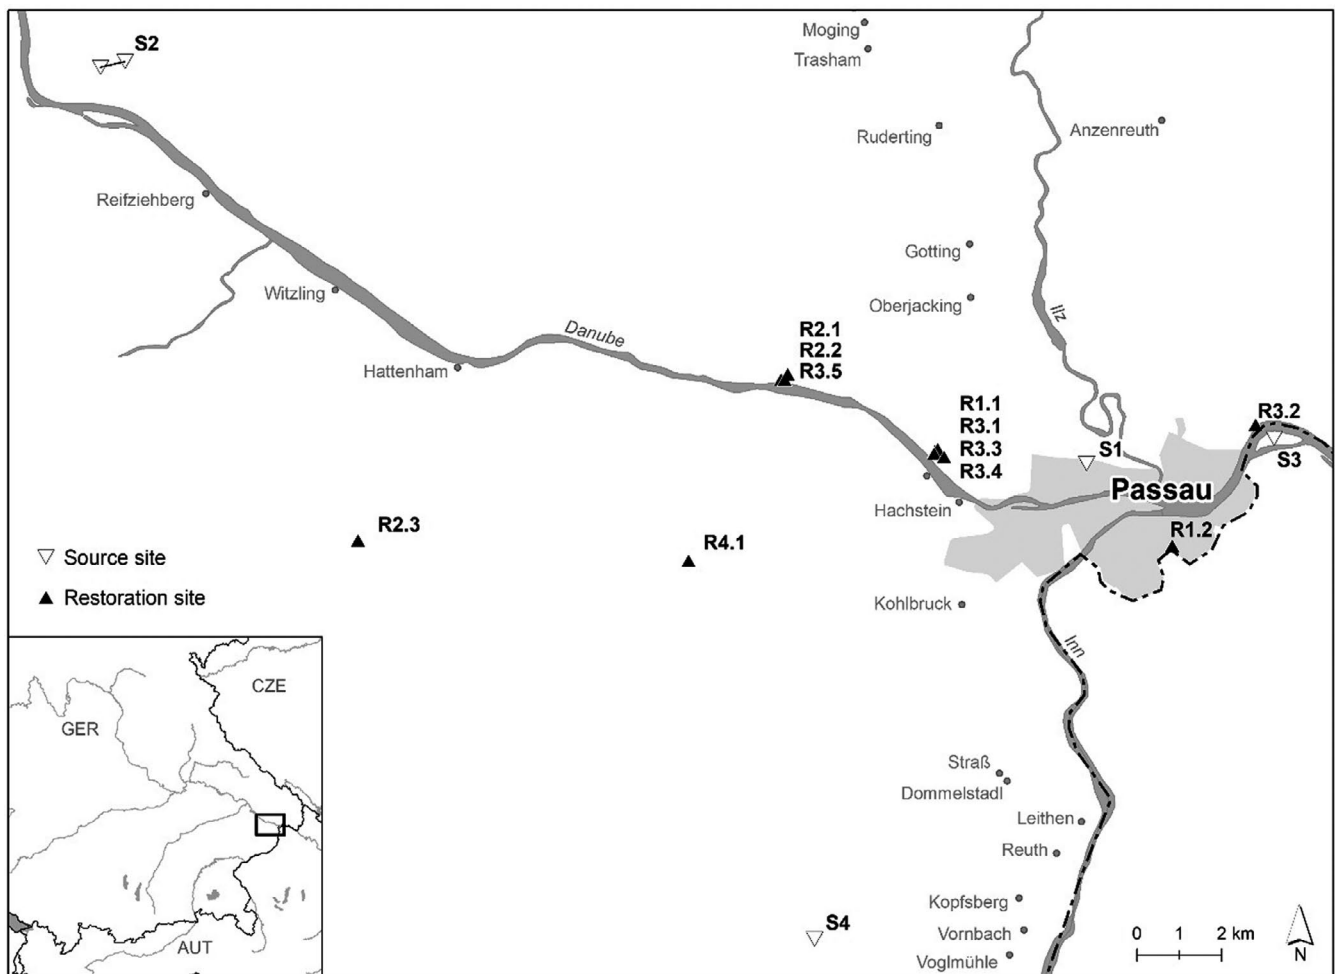 S2
Moging
Trasham
Ruderting
Anzenreuth
Reifziehberg
Gotting
Witzling
Oberjacking
Ilz
Danube
R2.1
R2.2
R3.5
Hattenham
R1.1
R3.1
R3.3
R3.4
R3.2
S1
S3
Passau
Hachstein
R2.3
R4.1
R1.2
Source site
Restoration site
Kohlbruck
Inn
CZE
GER
AUT
Straß
Dommelstadl
Leithen
Reuth
Kopfsberg
Vornbach
Voglmühle
S4
0 1 2 km
N